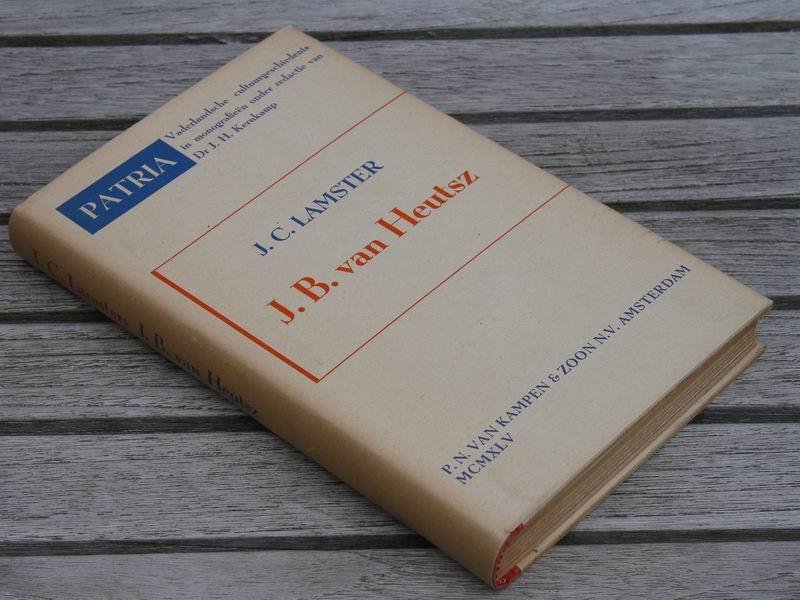 PATRIA
Vaderlandsche cultuurgeschiedenis
in monografieën onder redactie van
Dr J. H. Kernkamp
J. C. LAMSTER
J. B. van Heutsz
P. N. VAN KAMPEN & ZOON N.V. AMSTERDAM
MCMXLV
J. C. Lamster: J. B. van Heutsz